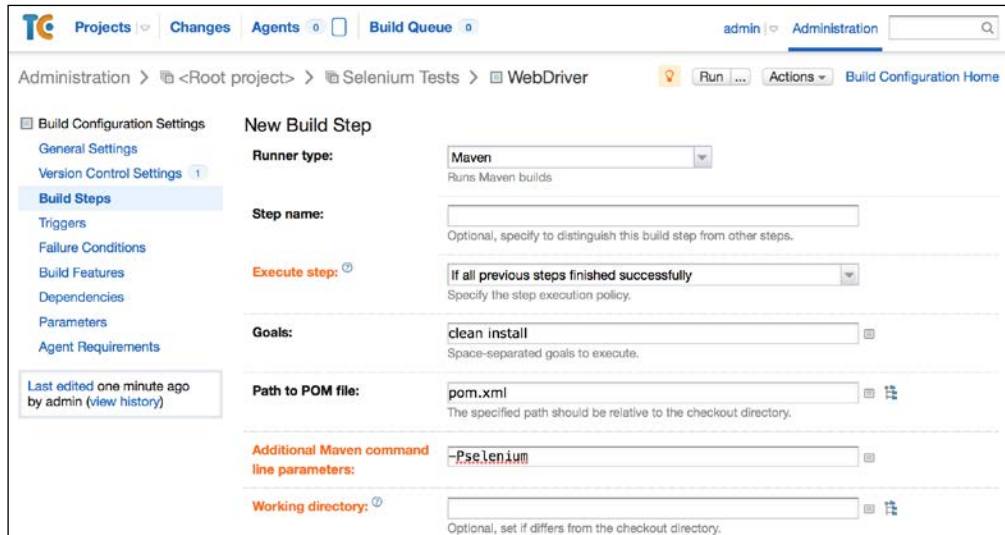 TC Projects Changes Agents 0 Build Queue 0 admin Administration
Administration > <Root project> > Selenium Tests > WebDriver Run ... Actions Build Configuration Home
Build Configuration Settings
General Settings
Version Control Settings 1
Build Steps
Triggers
Failure Conditions
Build Features
Dependencies
Parameters
Agent Requirements
Last edited one minute ago
by admin (view history)
New Build Step
Runner type: Maven
Runs Maven builds
Step name:
Optional, specify to distinguish this build step from other steps.
Execute step: ? If all previous steps finished successfully
Specify the step execution policy.
Goals: clean install
Space-separated goals to execute.
Path to POM file: pom.xml
The specified path should be relative to the checkout directory.
Additional Maven command
line parameters: -Pselenium
Working directory: ?
Optional, set if differs from the checkout directory.